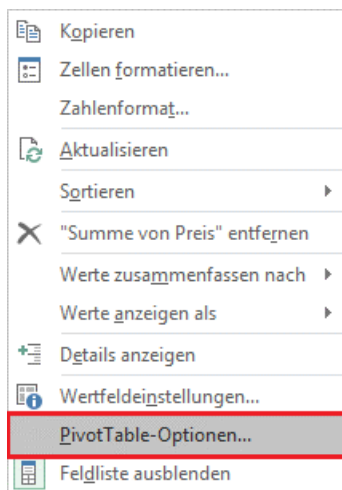 Kopieren
Zellen formatieren...
Zahlenformat...
Aktualisieren
Sortieren
"Summe von Preis" entfernen
Werte zusammenfassen nach
Werte anzeigen als
Details anzeigen
Wertfeldeinstellungen...
PivotTable-Optionen...
Feldliste ausblenden